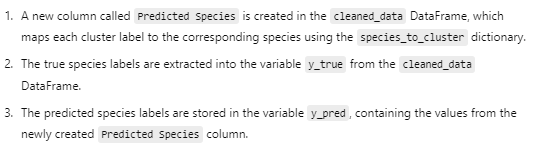 1. A new column called Predicted Species is created in the cleaned_data DataFrame, which
maps each cluster label to the corresponding species using the species_to_cluster dictionary.
2. The true species labels are extracted into the variable y_true from the cleaned_data
DataFrame.
3. The predicted species labels are stored in the variable y_pred, containing the values from the
newly created Predicted Species column.